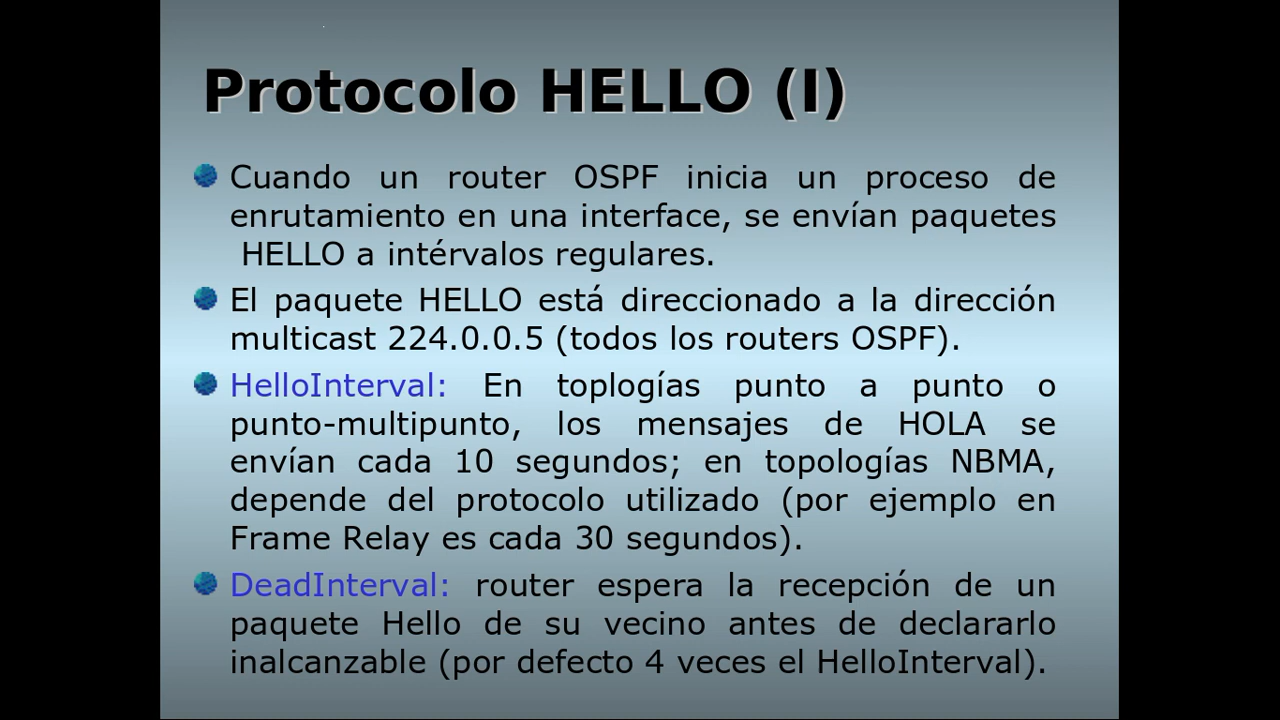 Protocolo HELLO (I)
Cuando un router OSPF inicia un proceso de
enrutamiento en una interface, se envían paquetes
HELLO a intérvalos regulares.
El paquete HELLO está direccionado a la dirección
multicast 224.0.0.5 (todos los routers OSPF).
HelloInterval: En toplogías punto a punto o
punto-multipunto, los mensajes de HOLA se
envían cada 10 segundos; en topologías NBMA,
depende del protocolo utilizado (por ejemplo en
Frame Relay es cada 30 segundos).
DeadInterval: router espera la recepción de un
paquete Hello de su vecino antes de declararlo
inalcanzable (por defecto 4 veces el HelloInterval).